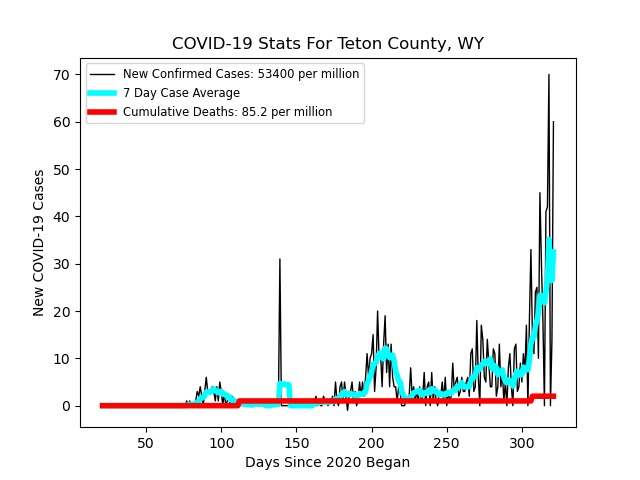 COVID-19 Stats For Teton County, WY
New Confirmed Cases: 53400 per million
7 Day Case Average
Cumulative Deaths: 85.2 per million
New COVID-19 Cases
70
60
50
40
30
20
10
0
50 100 150 200 250 300
Days Since 2020 Began